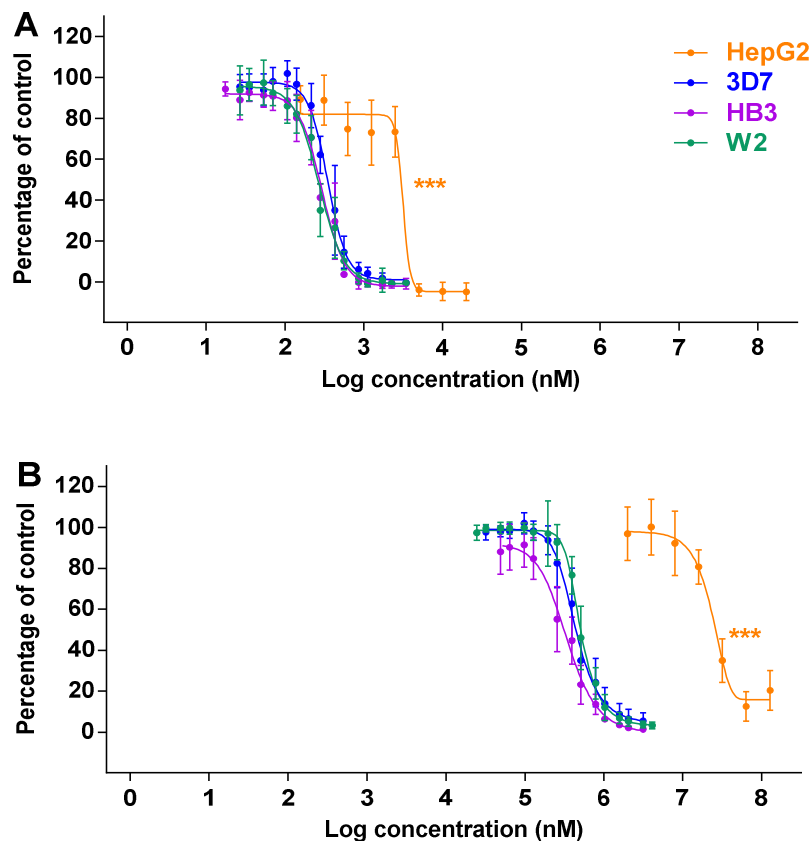 A
120
100
80
60
40
20
0
Percentage of control
HepG2
3D7
HB3
W2
***
0 1 2 3 4 5 6 7 8
Log concentration (nM)
B
120
100
80
60
40
20
0
Percentage of control
***
0 1 2 3 4 5 6 7 8
Log concentration (nM)